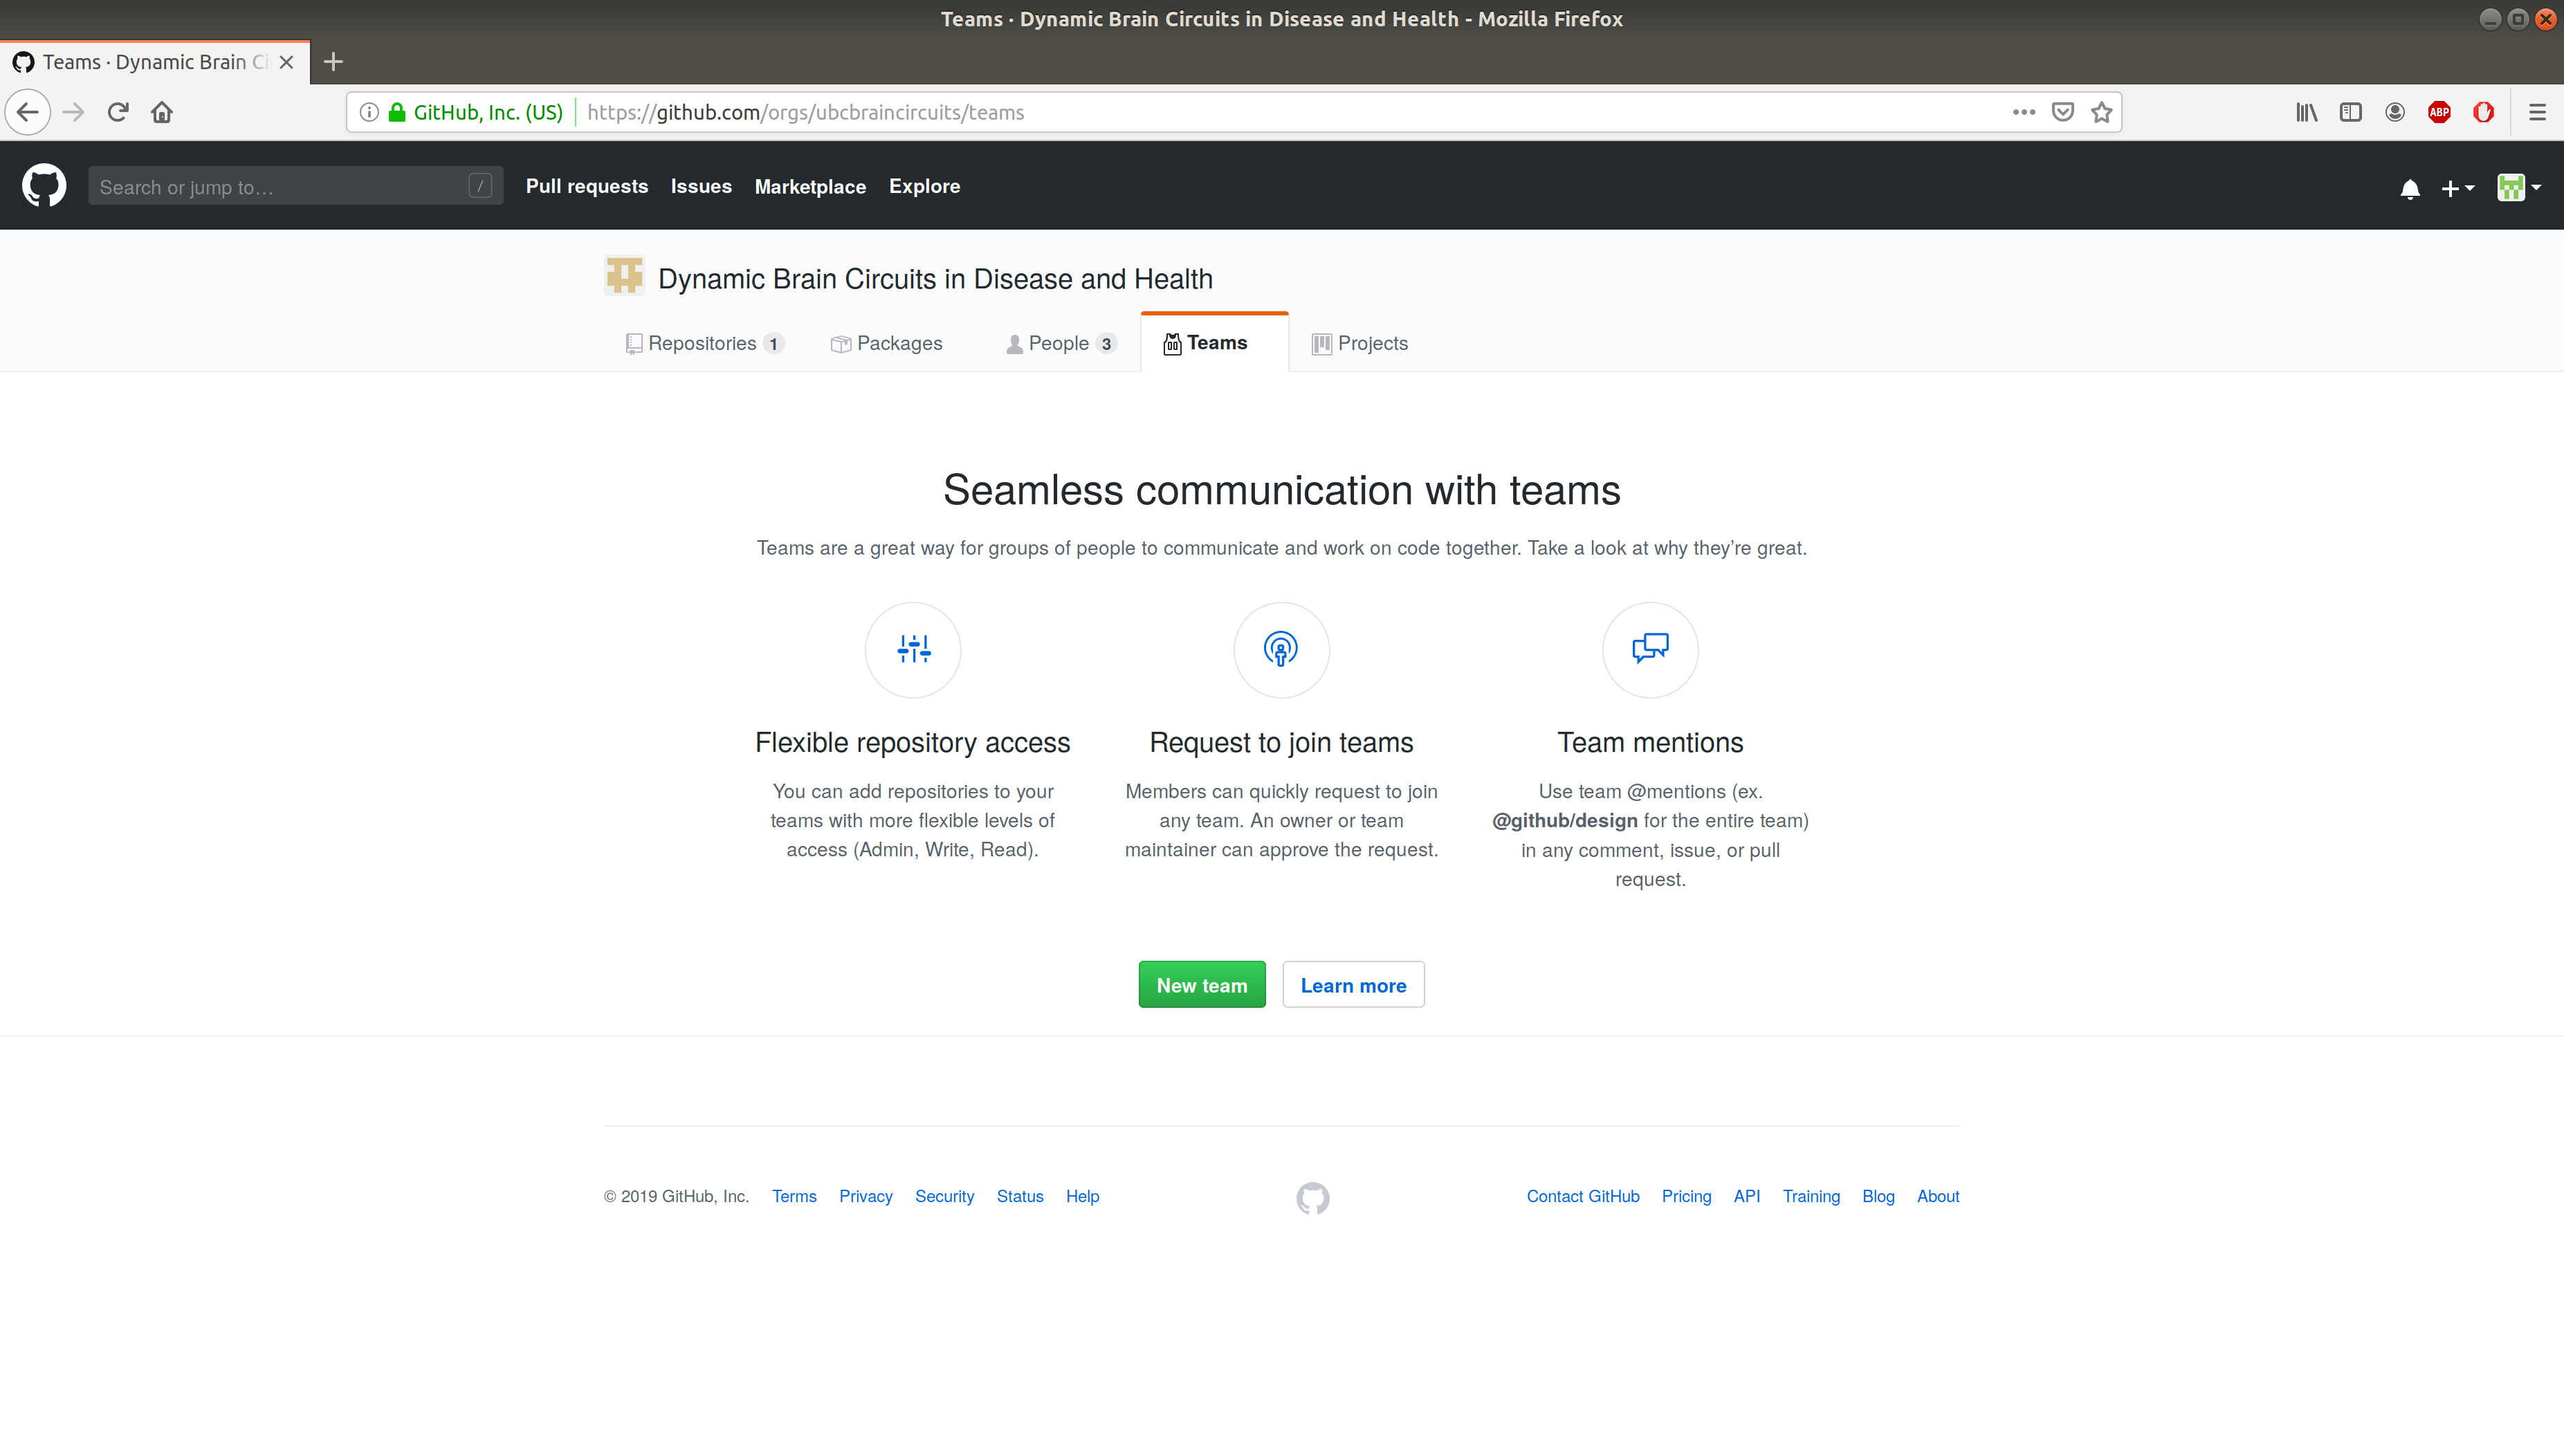 Teams · Dynamic Brain Circuits in Disease and Health - Mozilla Firefox
Teams · Dynamic Brain Ci
GitHub, Inc. (US) https://github.com/orgs/ubcbraincircuits/teams
ABP
Search or jump to… / Pull requests Issues Marketplace Explore
Dynamic Brain Circuits in Disease and Health
Repositories 1 Packages People 3 Teams Projects
Seamless communication with teams
Teams are a great way for groups of people to communicate and work on code together. Take a look at why they’re great.
Flexible repository access
You can add repositories to your
teams with more flexible levels of
access (Admin, Write, Read).
Request to join teams
Members can quickly request to join
any team. An owner or team
maintainer can approve the request.
Team mentions
Use team @mentions (ex.
@github/design for the entire team)
in any comment, issue, or pull
request.
New team Learn more
© 2019 GitHub, Inc. Terms Privacy Security Status Help Contact GitHub Pricing API Training Blog About